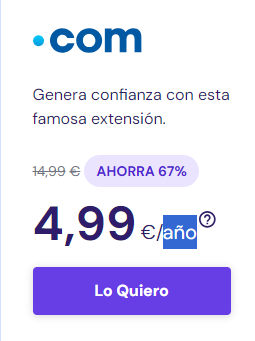 .com
Genera confianza con esta
famosa extensión.
14,99 € AHORRA 67%
4,99 €/año ?
Lo Quiero